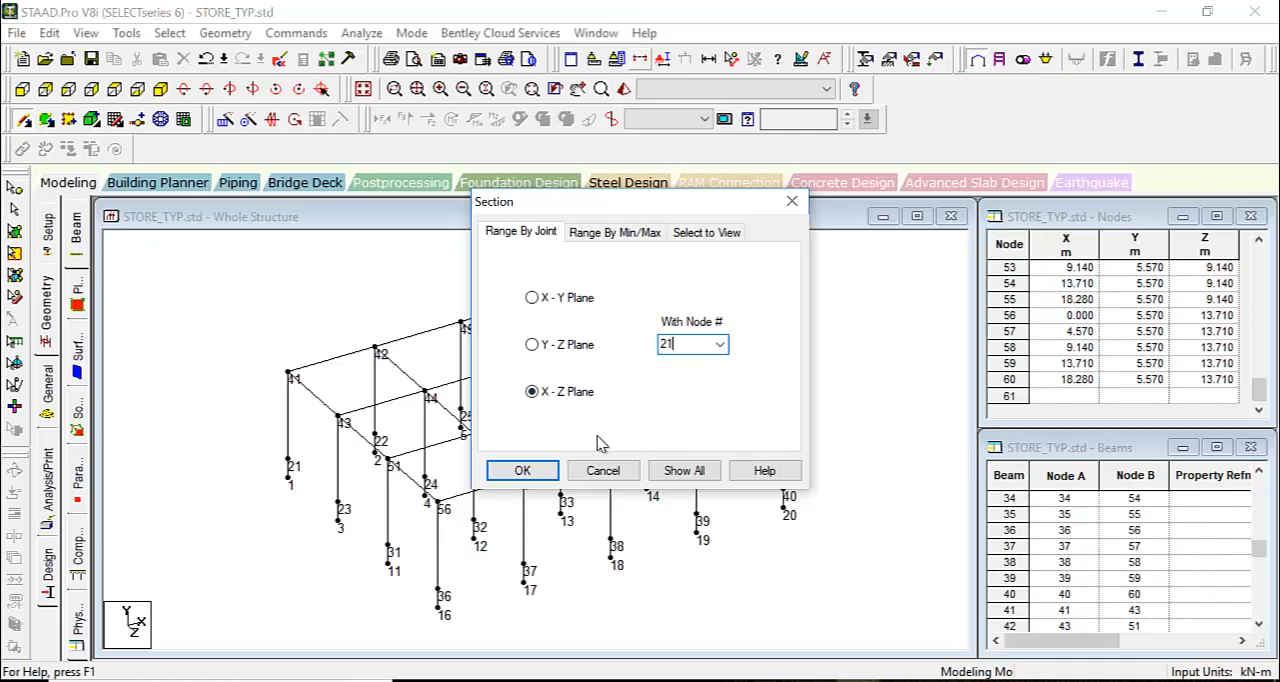 STAAD.Pro V8i (SELECTseries 6) - STORE_TYP.std
File Edit View Tools Select Geometry Commands Analyze Mode Bentley Cloud Services Window Help
Modeling Building Planner Piping Bridge Deck Postprocessing Foundation Design Steel Design RAM Connection Concrete Design Advanced Slab Design Earthquake
Setup
Geometry
General
Analysis/Print
Design
Beam
Pl...
Surf...
So...
Para...
Comp...
Phys...
STORE_TYP.std - Whole Structure
41
42
43
44
21
1
22
2
51
23
3
24
4
56
31
11
32
12
33
13
14
36
16
37
17
38
18
39
19
40
20
Y
X
Z
Section
Range By Joint Range By Min/Max Select to View
X - Y Plane
With Node #
Y - Z Plane
21
X - Z Plane
OK Cancel Show All Help
STORE_TYP.std - Nodes
Node X m Y m Z m
53 9.140 5.570 9.140
54 13.710 5.570 9.140
55 18.280 5.570 9.140
56 0.000 5.570 13.710
57 4.570 5.570 13.710
58 9.140 5.570 13.710
59 13.710 5.570 13.710
60 18.280 5.570 13.710
61
STORE_TYP.std - Beams
Beam Node A Node B Property Refn
34 34 54
35 35 55
36 36 56
37 37 57
38 38 58
39 39 59
40 40 60
41 41 43
42 43 51
For Help, press F1
Modeling Mo
Input Units: kN-m